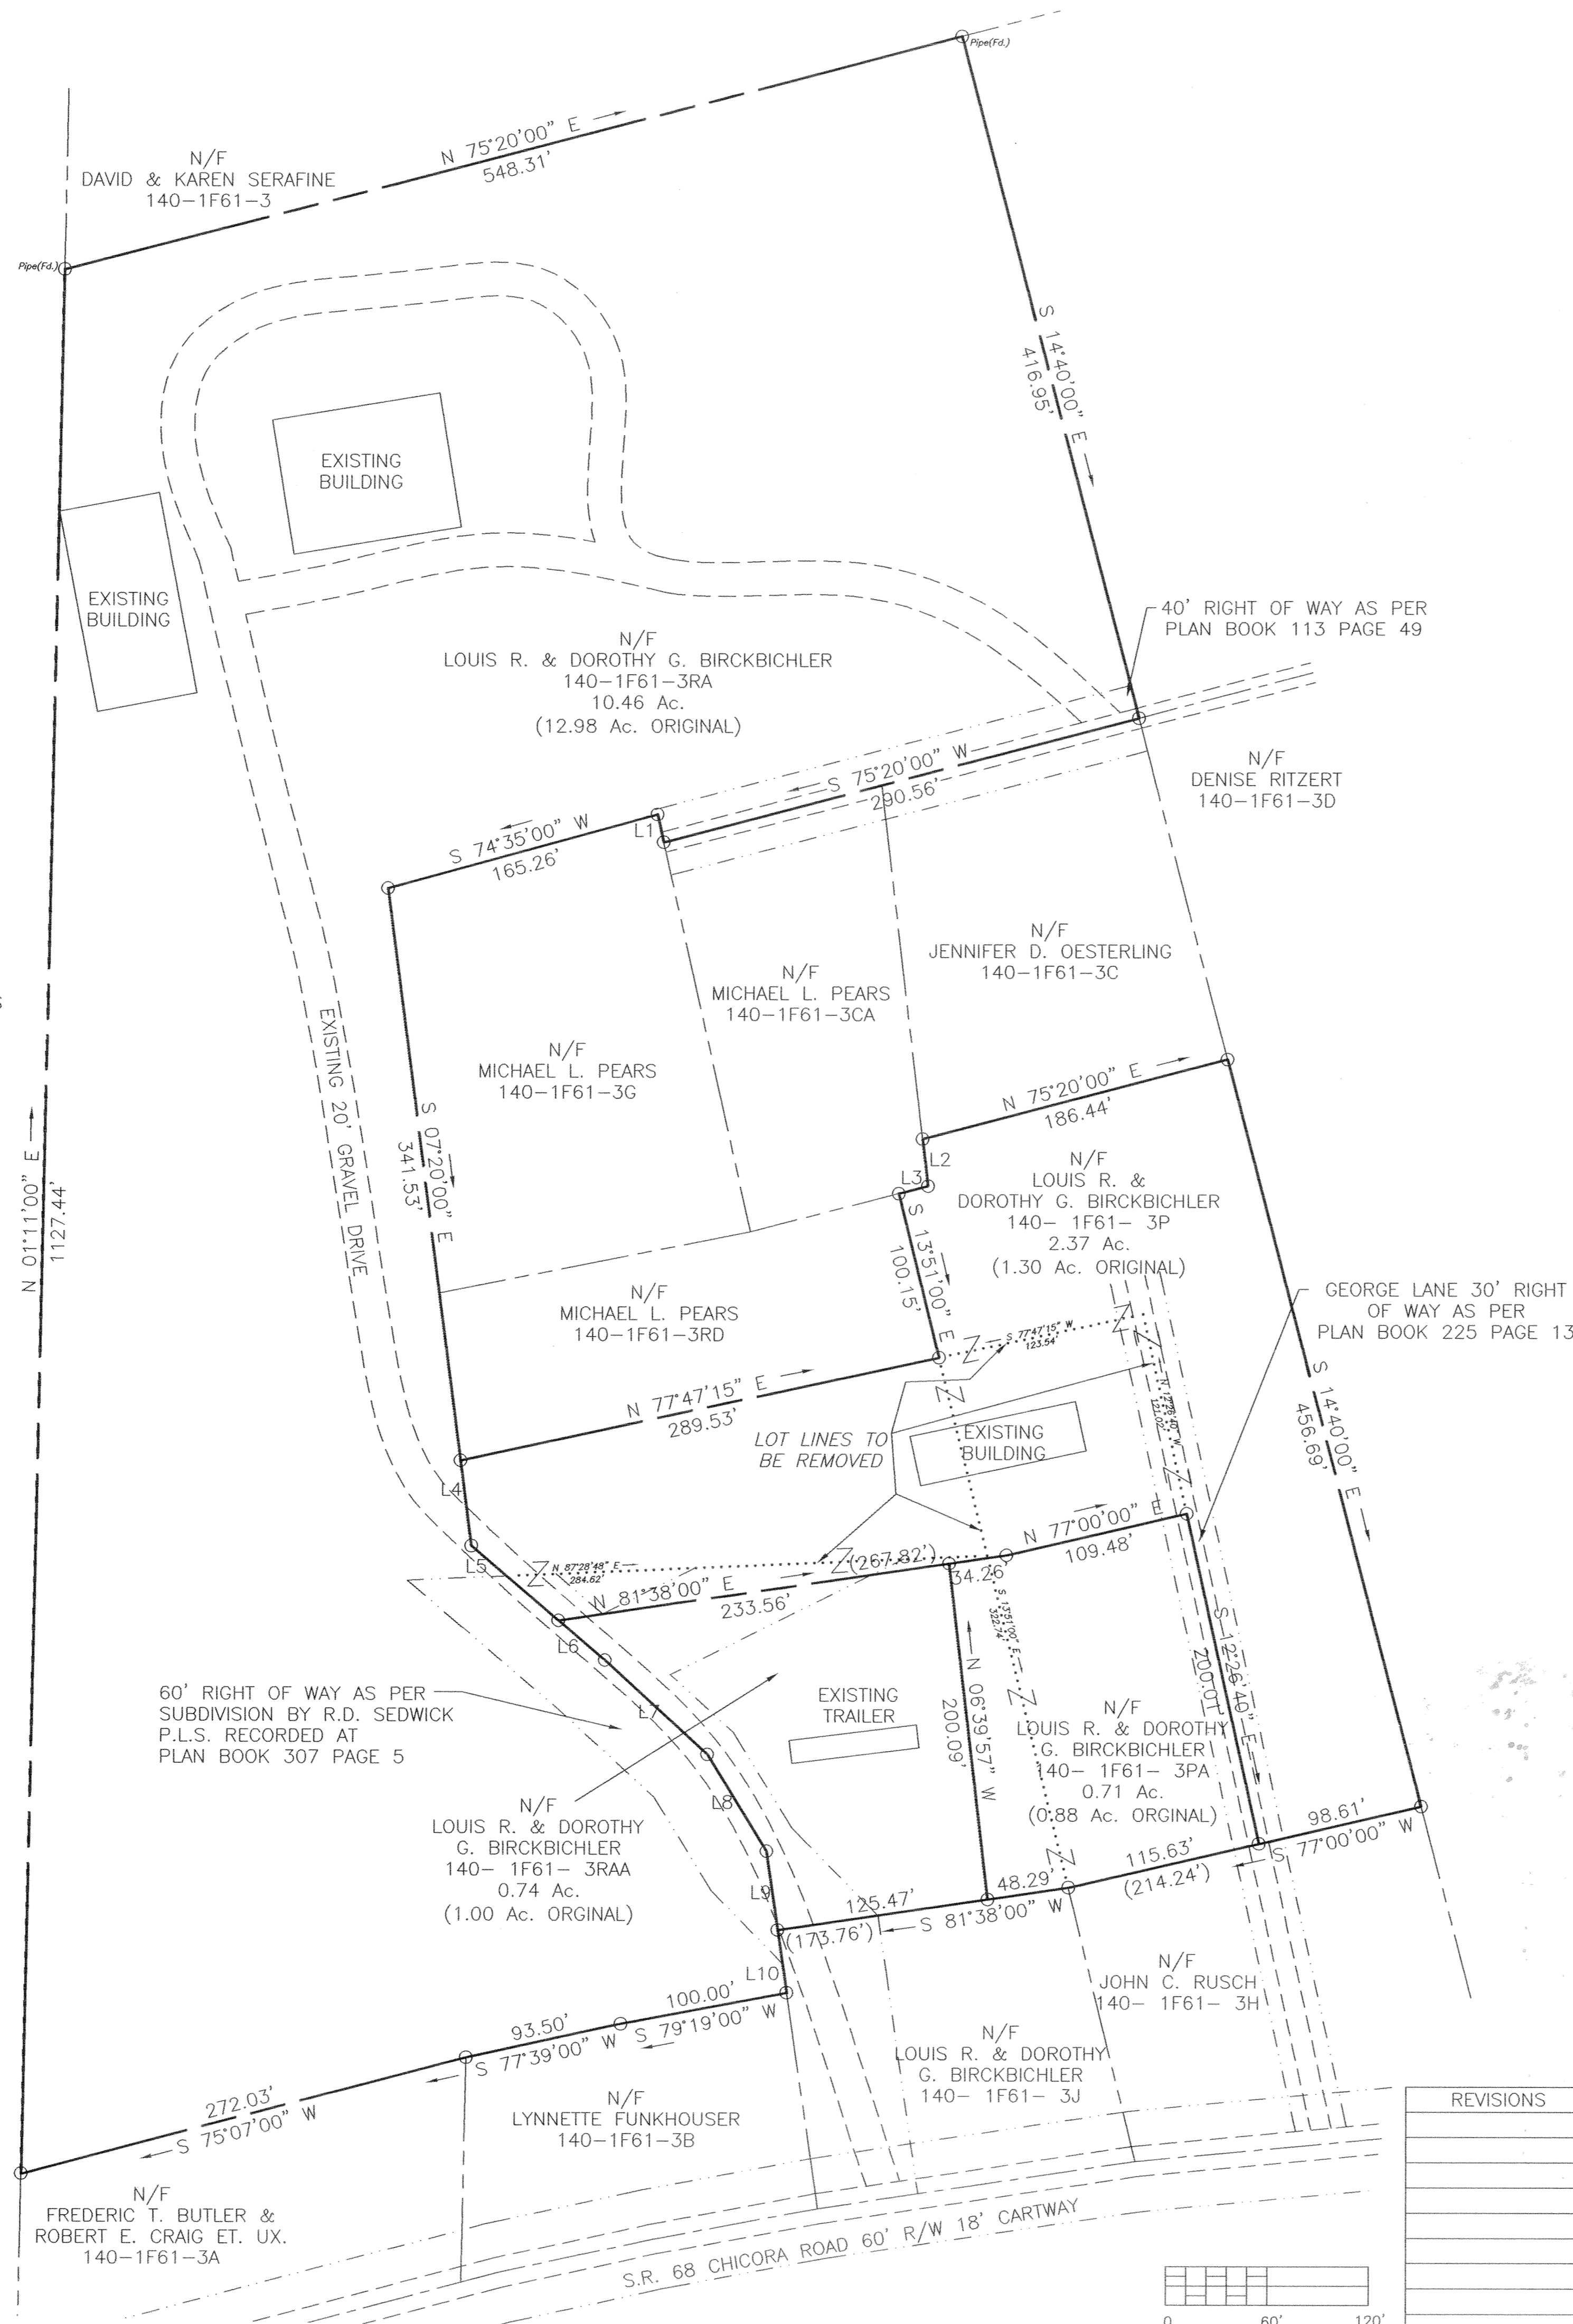 Pipe(Fd.)
N 75°20'00" E
548.31'
N/F
DAVID & KAREN SERAFINE
140-1F61-3
Pipe(Fd.)
S 14°40'00" E
416.95'
EXISTING
BUILDING
EXISTING
BUILDING
40' RIGHT OF WAY AS PER
PLAN BOOK 113 PAGE 49
N/F
LOUIS R. & DOROTHY G. BIRCKBICHLER
140-1F61-3RA
10.46 Ac.
(12.98 Ac. ORIGINAL)
S 75°20'00" W
290.56'
N/F
DENISE RITZERT
140-1F61-3D
L1
S 74°35'00" W
165.26'
N/F
JENNIFER D. OESTERLING
140-1F61-3C
N/F
MICHAEL L. PEARS
140-1F61-3CA
N/F
MICHAEL L. PEARS
140-1F61-3G
EXISTING 20' GRAVEL DRIVE
S 07°20'00" E
341.53'
N 01°11'00" E
1127.44'
N 75°20'00" E
186.44'
L2
L3
N/F
LOUIS R. &
DOROTHY G. BIRCKBICHLER
140- 1F61- 3P
2.37 Ac.
(1.30 Ac. ORIGINAL)
S 13°51'00" E
100.15'
GEORGE LANE 30' RIGHT
OF WAY AS PER
PLAN BOOK 225 PAGE 13
N/F
MICHAEL L. PEARS
140-1F61-3RD
S 77°47'15" W
123.54'
N 12°26'40" W
121.02'
S 14°40'00" E
456.69'
N 77°47'15" E
289.53'
LOT LINES TO
BE REMOVED
EXISTING
BUILDING
L4
L5
N 87°28'48" E
284.62'
(267.82')
34.26'
N 77°00'00" E
109.48'
N 81°38'00" E
233.56'
L6
S 13°51'00" E
322.74'
S 12°26'40" E
200.01'
60' RIGHT OF WAY AS PER
SUBDIVISION BY R.D. SEDWICK
P.L.S. RECORDED AT
PLAN BOOK 307 PAGE 5
L7
EXISTING
TRAILER
N 06°39'57" W
200.09'
N/F
LOUIS R. & DOROTHY
G. BIRCKBICHLER
140- 1F61- 3PA
0.71 Ac.
(0.88 Ac. ORGINAL)
L8
N/F
LOUIS R. & DOROTHY
G. BIRCKBICHLER
140- 1F61- 3RAA
0.74 Ac.
(1.00 Ac. ORGINAL)
L9
98.61'
S 77°00'00" W
115.63'
(214.24')
48.29'
125.47'
S 81°38'00" W
(173.76')
L10
100.00'
S 79°19'00" W
93.50'
S 77°39'00" W
272.03'
S 75°07'00" W
N/F
JOHN C. RUSCH
140- 1F61- 3H
N/F
LOUIS R. & DOROTHY
G. BIRCKBICHLER
140- 1F61- 3J
N/F
LYNNETTE FUNKHOUSER
140-1F61-3B
N/F
FREDERIC T. BUTLER &
ROBERT E. CRAIG ET. UX.
140-1F61-3A
S.R. 68 CHICORA ROAD 60' R/W 18' CARTWAY
REVISIONS
0 60' 120'